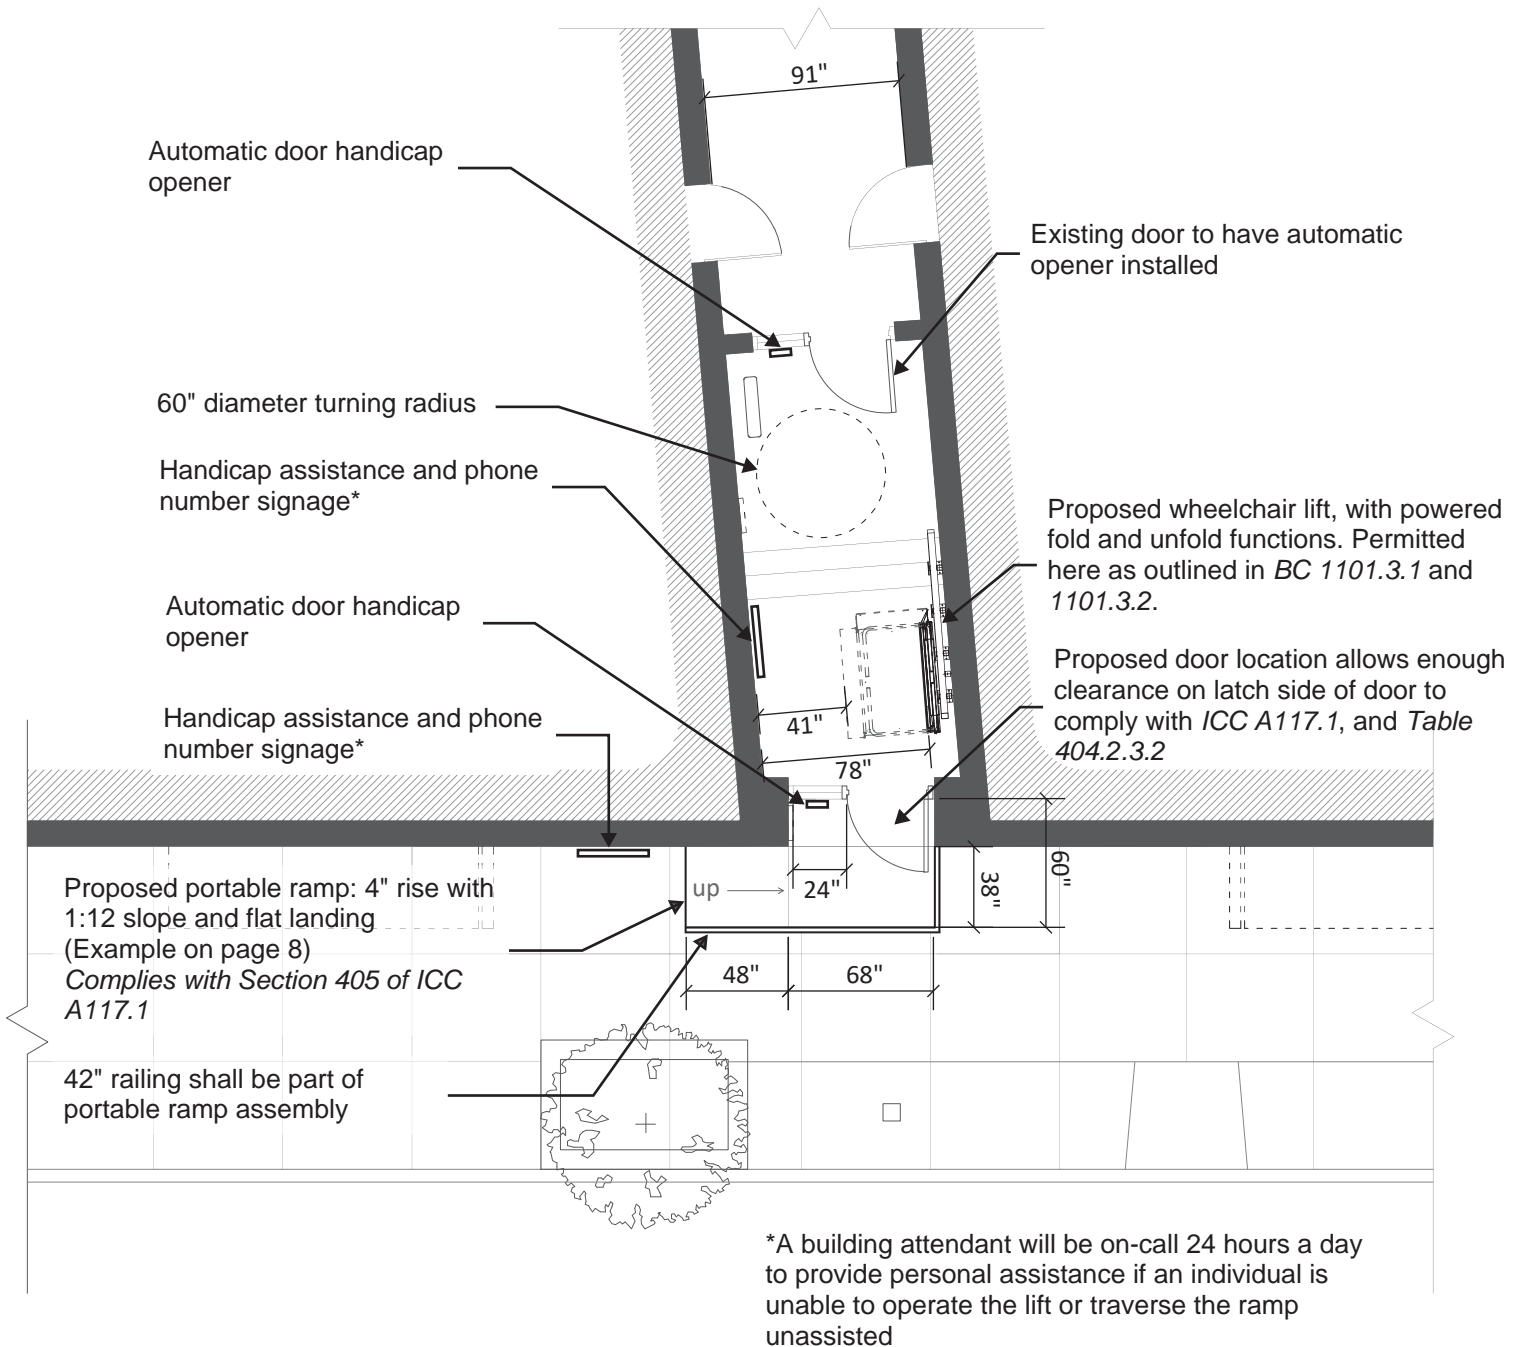 91"
Automatic door handicap
opener
Existing door to have automatic
opener installed
60" diameter turning radius
Handicap assistance and phone
number signage*
Proposed wheelchair lift, with powered
fold and unfold functions. Permitted
here as outlined in BC 1101.3.1 and
1101.3.2.
Automatic door handicap
opener
Proposed door location allows enough
clearance on latch side of door to
comply with ICC A117.1, and Table
404.2.3.2
Handicap assistance and phone
number signage*
41"
78"
Proposed portable ramp: 4" rise with
1:12 slope and flat landing
(Example on page 8)
Complies with Section 405 of ICC
A117.1
up
24"
38"
60"
48"
68"
42" railing shall be part of
portable ramp assembly
*A building attendant will be on-call 24 hours a day
to provide personal assistance if an individual is
unable to operate the lift or traverse the ramp
unassisted